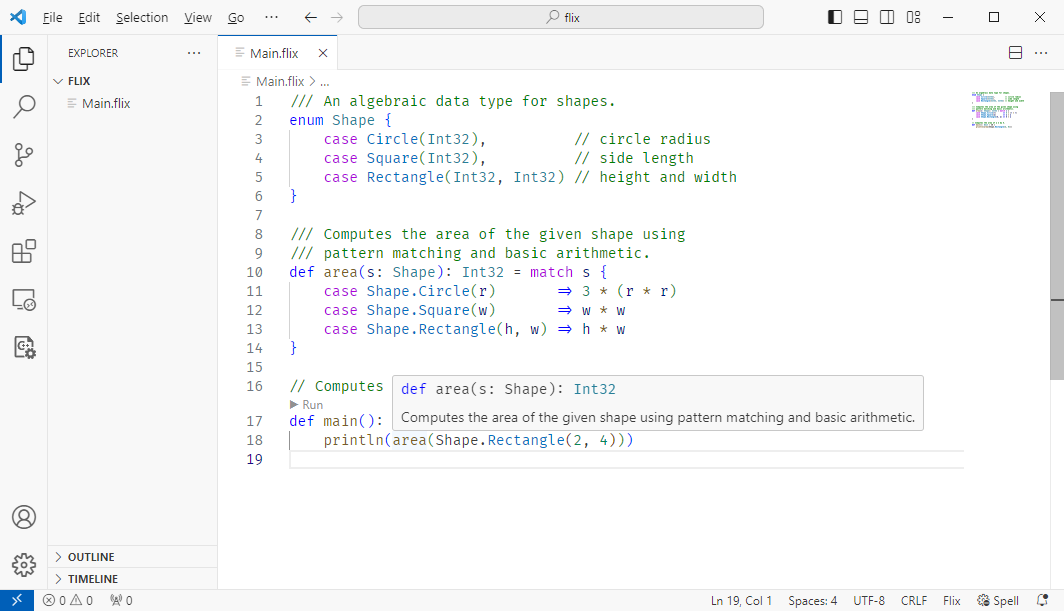 File Edit Selection View Go ··· flix
EXPLORER ···
FLIX
Main.flix
OUTLINE
TIMELINE
Main.flix
Main.flix > ...
1 /// An algebraic data type for shapes.
2 enum Shape {
3 case Circle(Int32), // circle radius
4 case Square(Int32), // side length
5 case Rectangle(Int32, Int32) // height and width
6 }
7
8 /// Computes the area of the given shape using
9 /// pattern matching and basic arithmetic.
10 def area(s: Shape): Int32 = match s {
11 case Shape.Circle(r) => 3 * (r * r)
12 case Shape.Square(w) => w * w
13 case Shape.Rectangle(h, w) => h * w
14 }
15
16 // Computes
def area(s: Shape): Int32
Computes the area of the given shape using pattern matching and basic arithmetic.
Run
17 def main():
18 println(area(Shape.Rectangle(2, 4)))
19
0 0 0 Ln 19, Col 1 Spaces: 4 UTF-8 CRLF Flix Spell